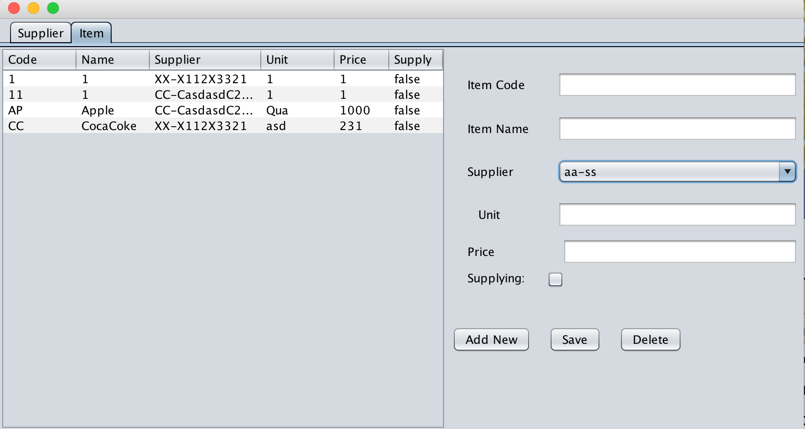 Supplier Item
Code Name Supplier Unit Price Supply
1 1 XX-X112X3321 1 1 false
11 1 CC-CasdasdC2... 1 1 false
AP Apple CC-CasdasdC2... Qua 1000 false
CC CocaCoke XX-X112X3321 asd 231 false
Item Code
Item Name
Supplier aa-ss
Unit
Price
Supplying:
Add New Save Delete